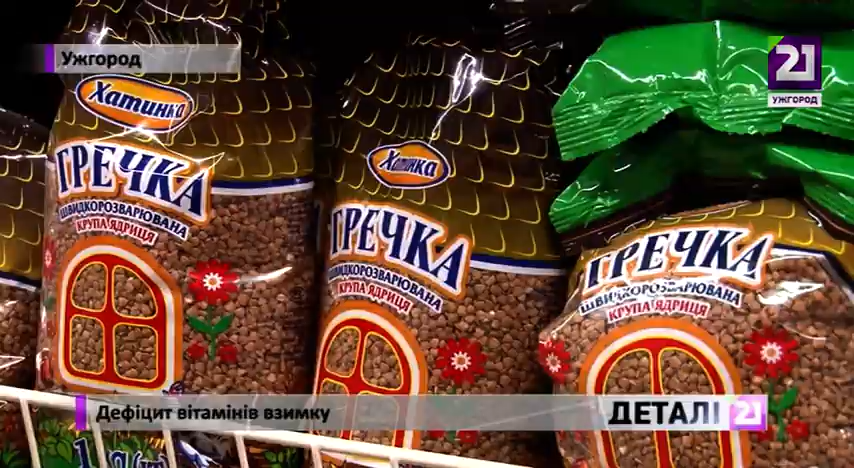 Ужгород
21
УЖГОРОД
Хатинка
ГРЕЧКА
ШВИДКОРОЗВАРЮВАНА
КРУПА ЯДРИЦЯ
Хатинка
ГРЕЧКА
ШВИДКОРОЗВАРЮВАНА
КРУПА ЯДРИЦЯ
ГРЕЧКА
ШВИДКОРОЗВАРЮВАНА
КРУПА ЯДРИЦЯ
Дефіцит вітамінів взимку
ДЕТАЛІ 21